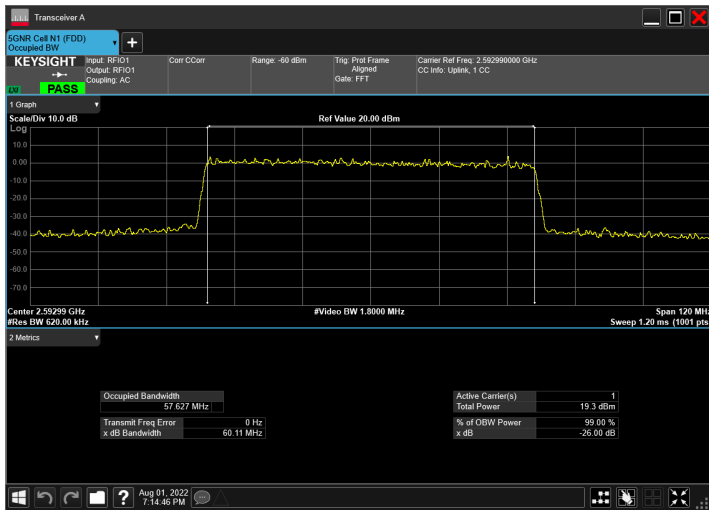 Transceiver A
5GNR Cell N1 (FDD)
Occupied BW
KEYSIGHT
LXI
PASS
Input: RFIO1
Output: RFIO1
Coupling: AC
Corr CCorr
Range: -60 dBm
Trig: Prot Frame
Aligned
Gate: FFT
Carrier Ref Freq: 2.592990000 GHz
CC Info: Uplink, 1 CC
1 Graph
Scale/Div 10.0 dB
Ref Value 20.00 dBm
Log
10.0
0.00
-10.0
-20.0
-30.0
-40.0
-50.0
-60.0
-70.0
Center 2.59299 GHz
#Video BW 1.8000 MHz
Span 120 MHz
#Res BW 620.00 kHz
Sweep 1.20 ms (1001 pts
2 Metrics
Occupied Bandwidth
57.627 MHz
Transmit Freq Error 0 Hz
x dB Bandwidth 60.11 MHz
Active Carrier(s) 1
Total Power 19.3 dBm
% of OBW Power 99.00 %
x dB -26.00 dB
?
Aug 01, 2022
7:14:46 PM